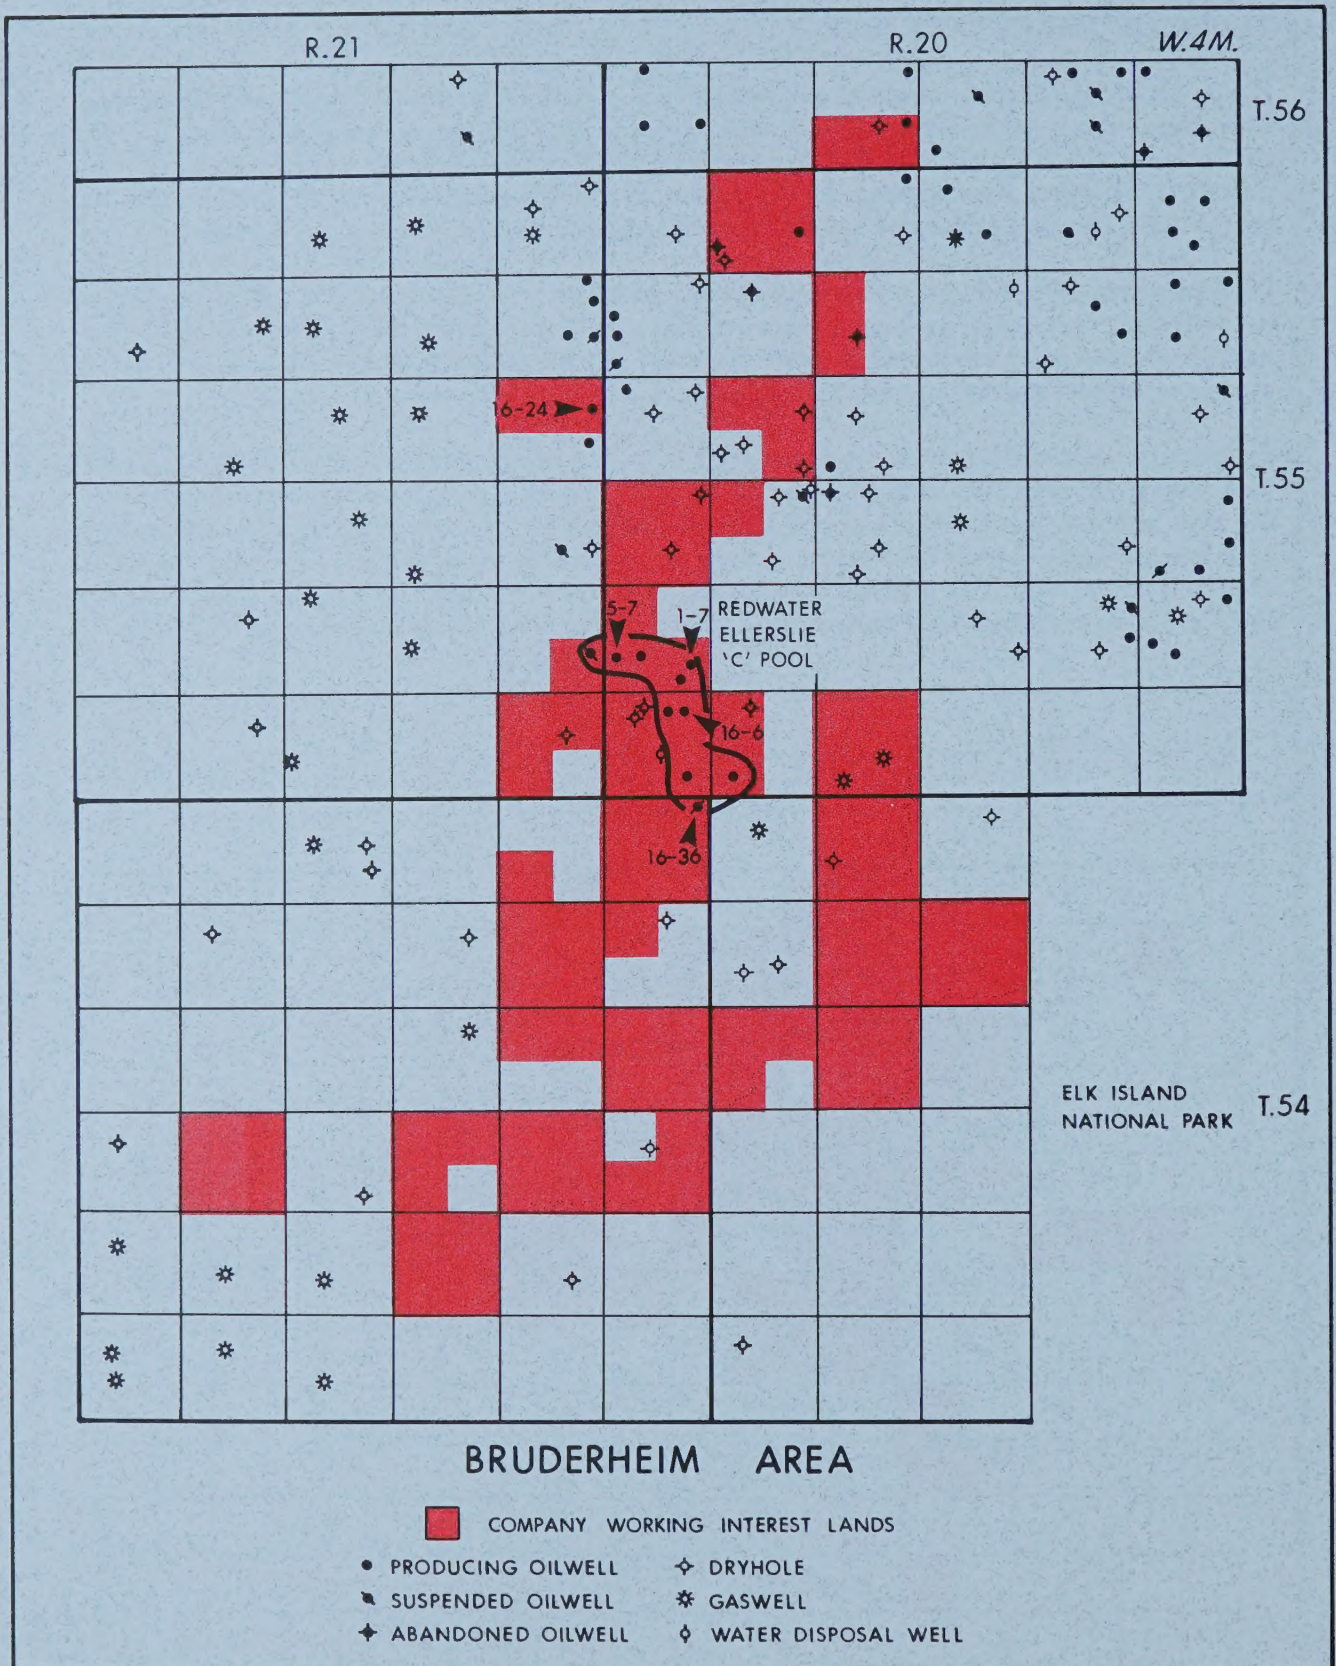 R.21
R.20
W.4M.
T.56
16-24
T.55
5-7
1-7
REDWATER
ELLERSLIE
'C' POOL
16-6
16-36
ELK ISLAND
NATIONAL PARK
T.54
BRUDERHEIM AREA
COMPANY WORKING INTEREST LANDS
PRODUCING OILWELL
DRYHOLE
SUSPENDED OILWELL
GASWELL
ABANDONED OILWELL
WATER DISPOSAL WELL